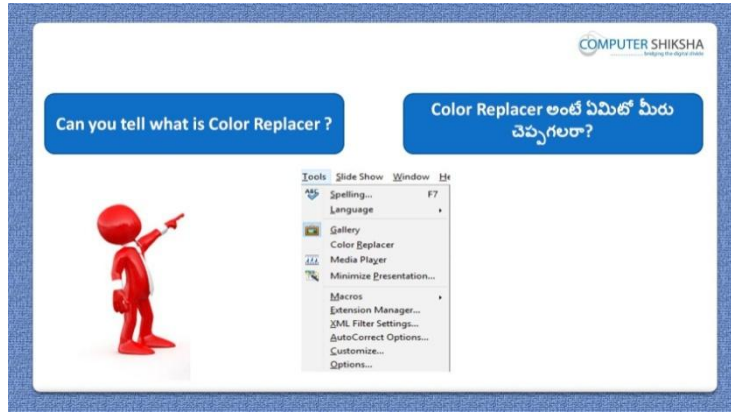 COMPUTER SHIKSHA
Bridging the digital divide
Can you tell what is Color Replacer ?
Color Replacer అంటే ఏమిటో మీరు
చెప్పగలరా?
Tools Slide Show Window He
ABC Spelling... F7
Language
Gallery
Color Replacer
Media Player
Minimize Presentation...
Macros
Extension Manager...
XML Filter Settings...
AutoCorrect Options...
Customize...
Options...